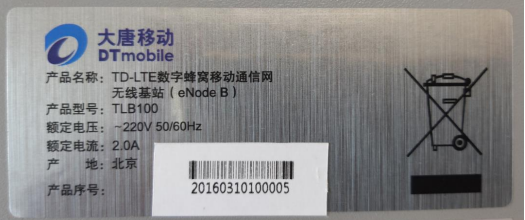 大唐移动
DTmobile
产品名称： TD-LTE数字蜂窝移动通信网
无线基站（eNode B）
产品型号： TLB100
额定电压： ~220V 50/60Hz
额定电流： 2.0A
产 地： 北京
产品序号：
20160310100005